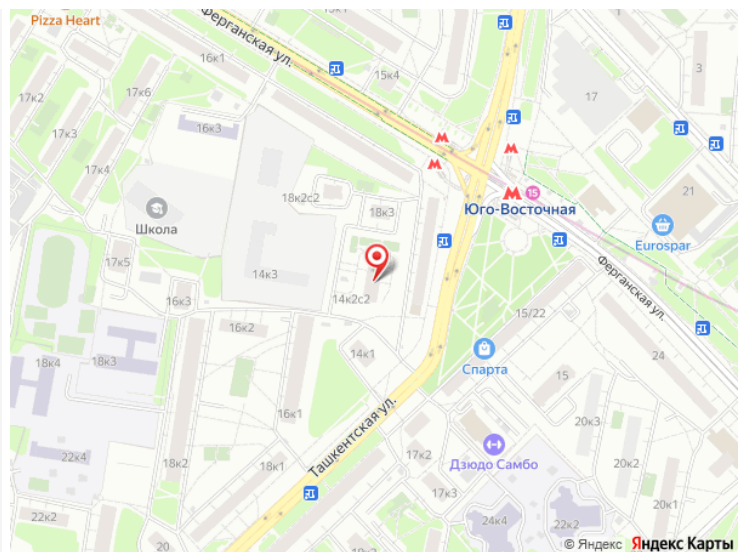 Pizza Heart
Ферганская ул.
16к1
15к4
3
17к2
17к6
17
17к3
16к3
17к4
18к2с2
15
21
18к3
Юго-Восточная
Школа
Eurospar
17к5
14к3
Ферганская ул.
16к3
14к2с2
15/22
16к2
14к1
24
18к4
18к3
Спарта
15
16к1
Ташкентская ул.
20к3
22к4
18к2
18к1
17к2
Дзюдо Самбо
20к2
17к3
20к1
22к2
20
24к4
22к2
© Яндекс Яндекс Карты